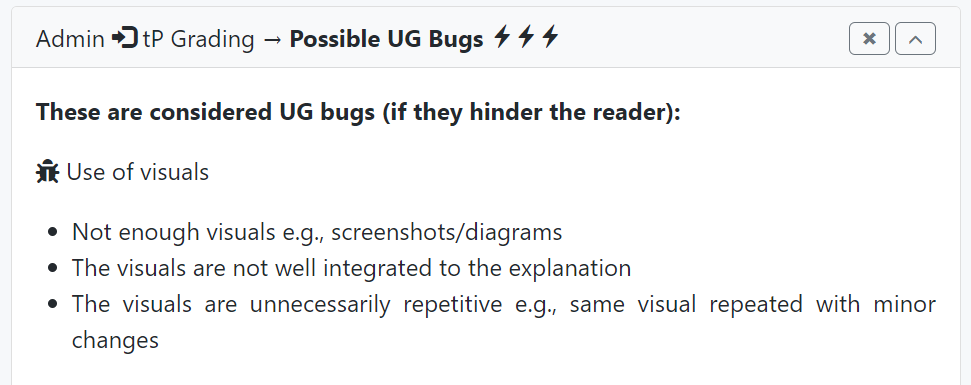 Admin tP Grading → Possible UG Bugs
These are considered UG bugs (if they hinder the reader):
Use of visuals
• Not enough visuals e.g., screenshots/diagrams
• The visuals are not well integrated to the explanation
• The visuals are unnecessarily repetitive e.g., same visual repeated with minor
changes